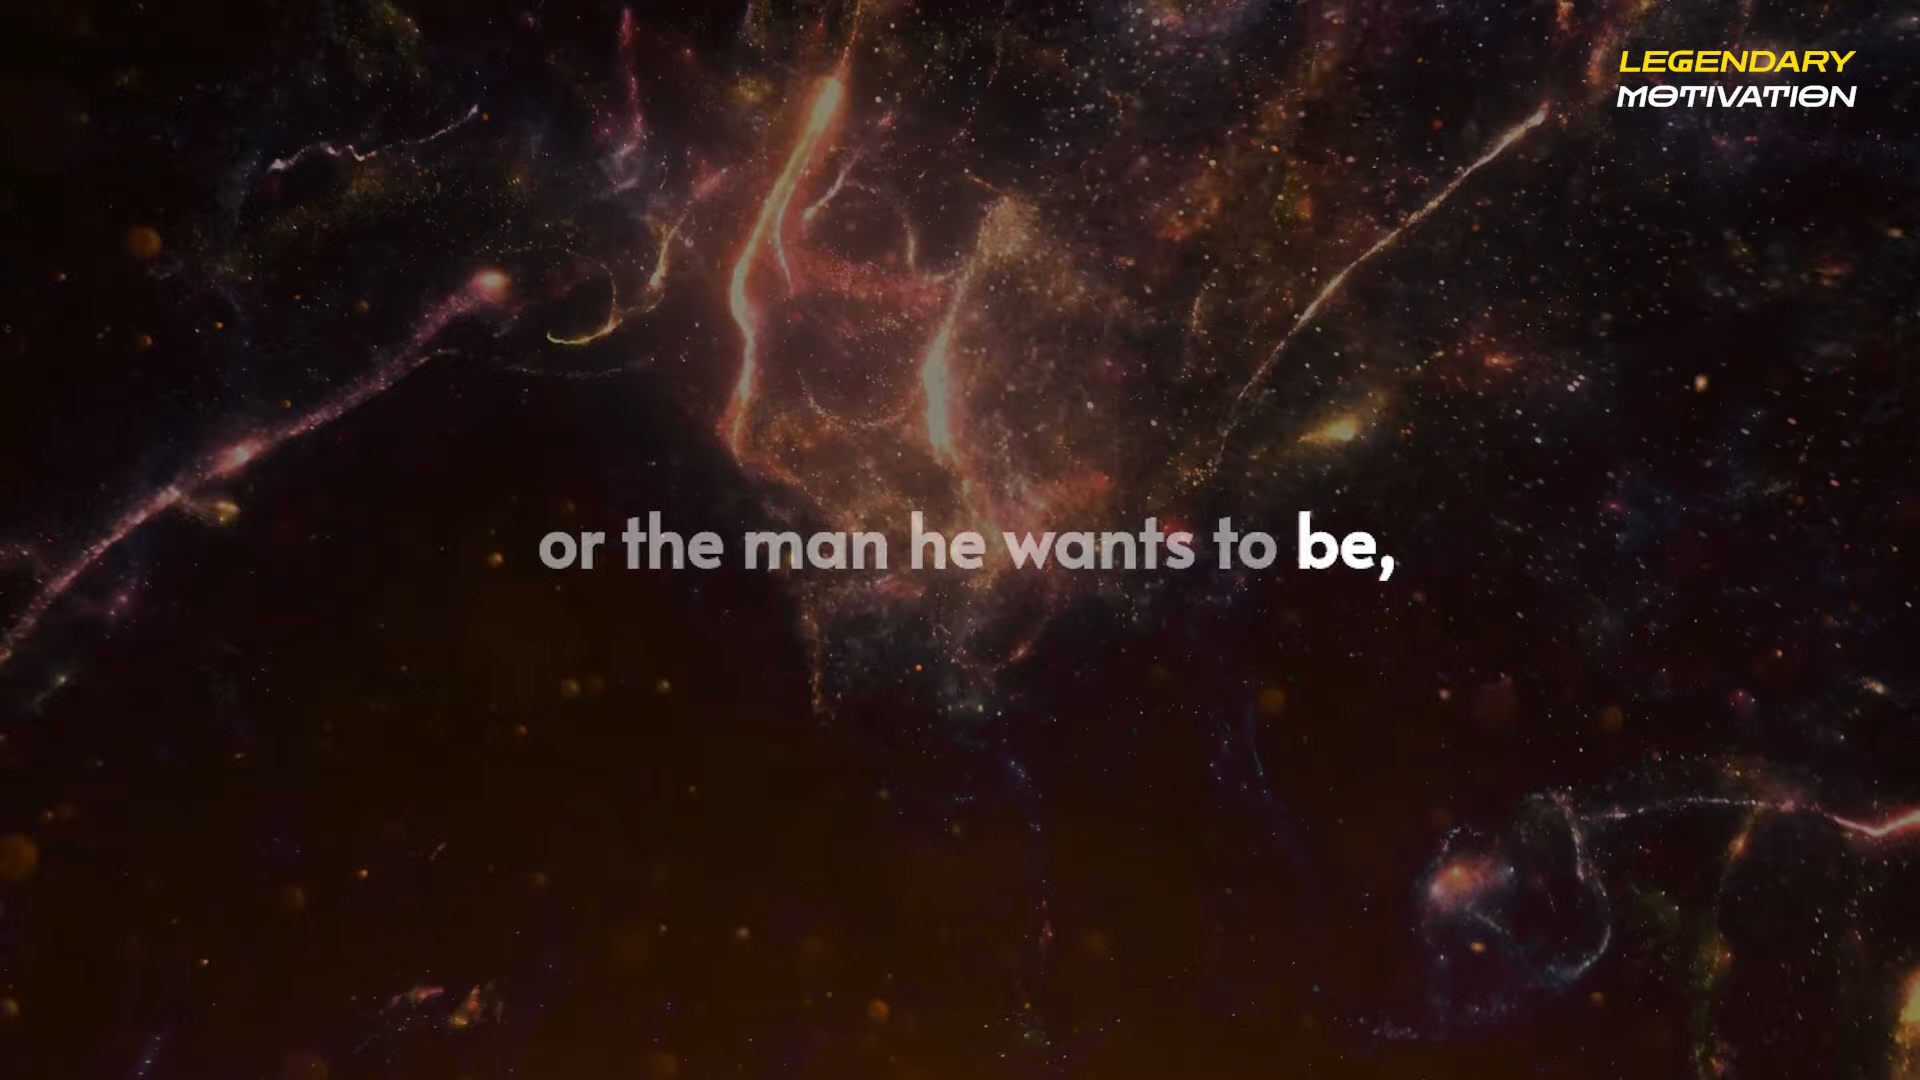 LEGENDARY
MOTIVATION
or the man he wants to be,